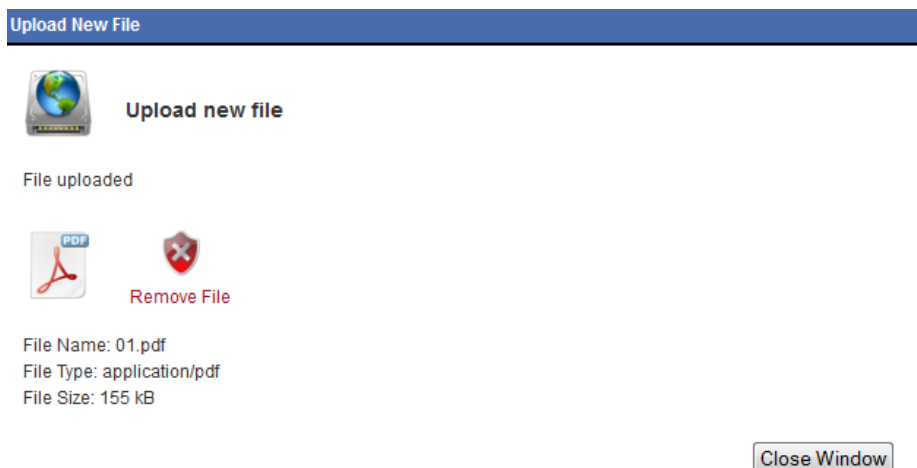 Upload New File
Upload new file
File uploaded
PDF
Remove File
File Name: 01.pdf
File Type: application/pdf
File Size: 155 kB
Close Window